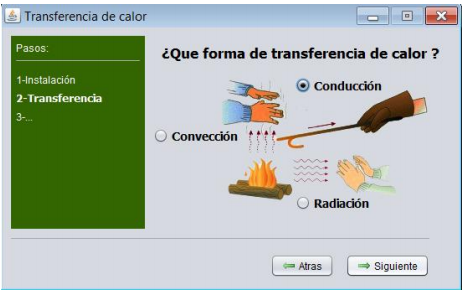 Transferencia de calor
Pasos:
1-Instalación
2-Transferencia
3-...
¿Que forma de transferencia de calor ?
Conducción
Convección
Radiación
Atras
Siguiente